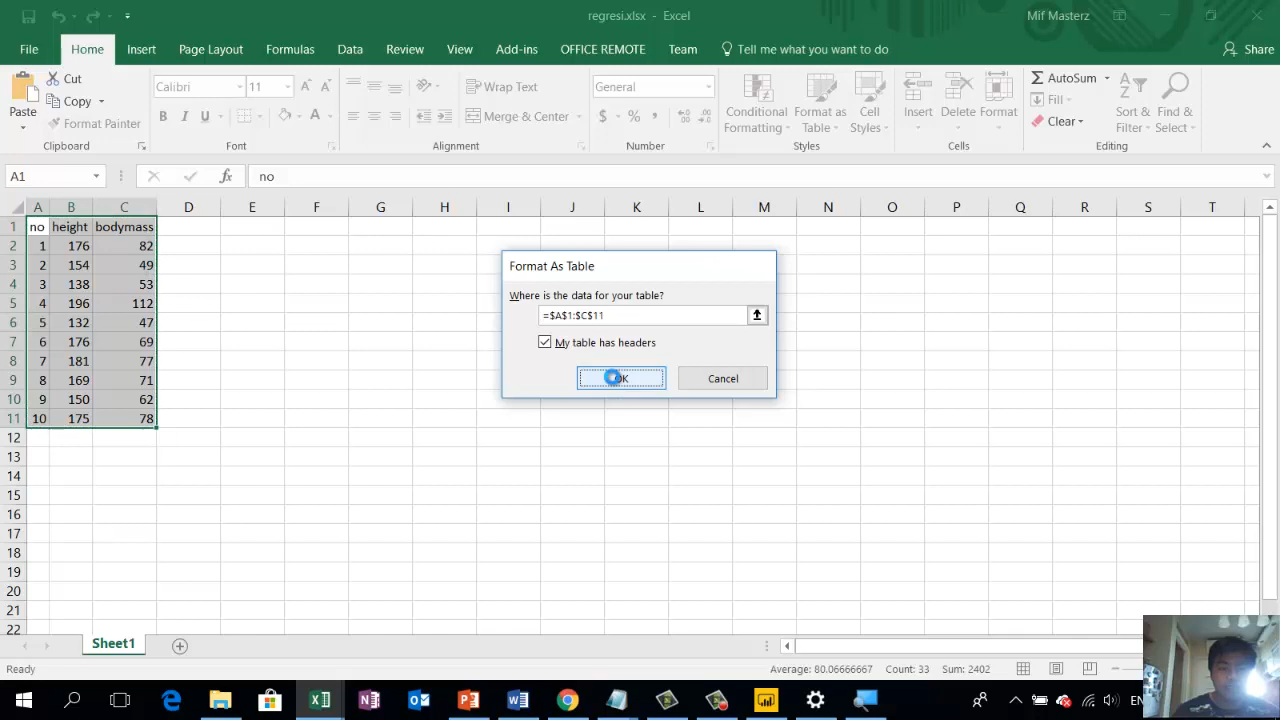 regresi.xlsx - Excel
Mif Masterz
File Home Insert Page Layout Formulas Data Review View Add-ins OFFICE REMOTE Team Tell me what you want to do Share
Paste
Cut
Copy
Format Painter
Clipboard
Calibri 11
B I U
A A A
Font
Wrap Text
Merge & Center
Alignment
General
$ % ,
Number
Conditional Formatting
Format as Table
Cell Styles
Styles
Insert
Delete
Format
Cells
AutoSum
Fill
Clear
Sort & Filter
Find & Select
Editing
A1 fx no
A B C D E F G H I J K L M N O P Q R S T
1 no height bodymass
2 1 176 82
3 2 154 49
4 3 138 53
5 4 196 112
6 5 132 47
7 6 176 69
8 7 181 77
9 8 169 71
10 9 150 62
11 10 175 78
12
13
14
15
16
17
18
19
20
21
22
Format As Table
Where is the data for your table?
=$A$1:$C$11
My table has headers
OK Cancel
Sheet1
Ready Average: 80.06666667 Count: 33 Sum: 2402